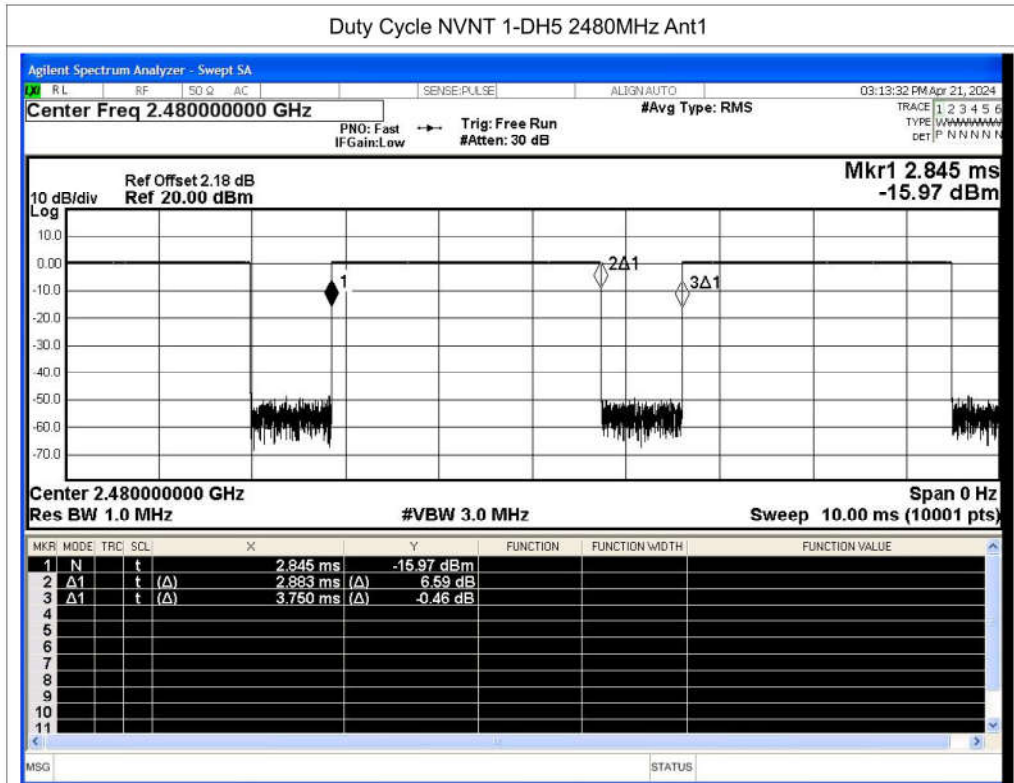 Duty Cycle NVNT 1-DH5 2480MHz Ant1
Agilent Spectrum Analyzer - Swept SA
LXI RL RF 50 Ω AC SENSE:PULSE ALIGN AUTO 03:13:32 PM Apr 21, 2024
Center Freq 2.480000000 GHz #Avg Type: RMS TRACE 1 2 3 4 5 6
PNO: Fast Trig: Free Run TYPE
IFGain:Low #Atten: 30 dB DET P N N N N N
Mkr1 2.845 ms
Ref Offset 2.18 dB
10 dB/div Ref 20.00 dBm -15.97 dBm
Log
10.0
0.00
2Δ1
1 3Δ1
-10.0
-20.0
-30.0
-40.0
-50.0
-60.0
-70.0
Center 2.480000000 GHz Span 0 Hz
Res BW 1.0 MHz #VBW 3.0 MHz Sweep 10.00 ms (10001 pts)
MKR MODE TRC SCL X Y FUNCTION FUNCTION WIDTH FUNCTION VALUE
1 N t 2.845 ms -15.97 dBm
2 Δ1 t (Δ) 2.883 ms (Δ) 6.59 dB
3 Δ1 t (Δ) 3.750 ms (Δ) -0.46 dB
4
5
6
7
8
9
10
11
MSG STATUS